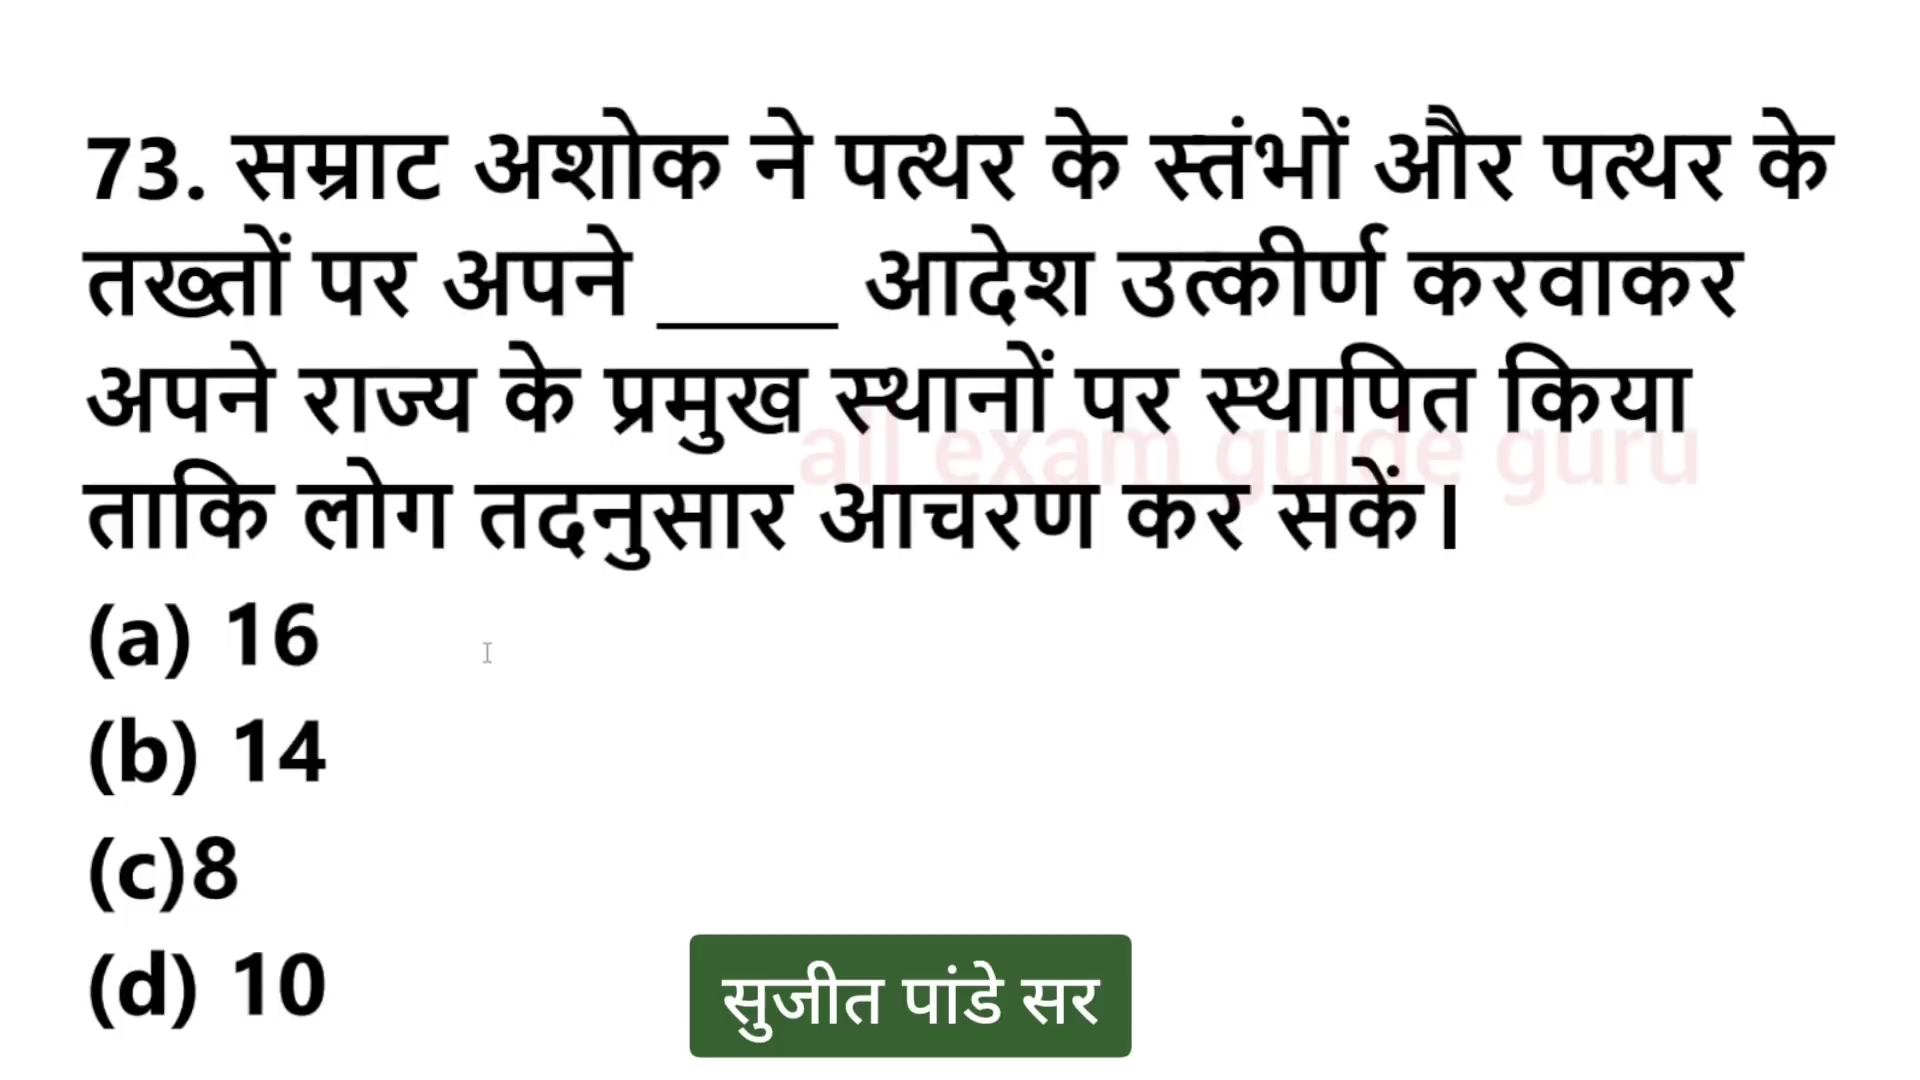 73. सम्राट अशोक ने पत्थर के स्तंभों और पत्थर के
तख्तों पर अपने _____ आदेश उत्कीर्ण करवाकर
अपने राज्य के प्रमुख स्थानों पर स्थापित किया
all exam guide guru
ताकि लोग तदनुसार आचरण कर सकें।
(a) 16
(b) 14
(c)8
(d) 10
सुजीत पांडे सर